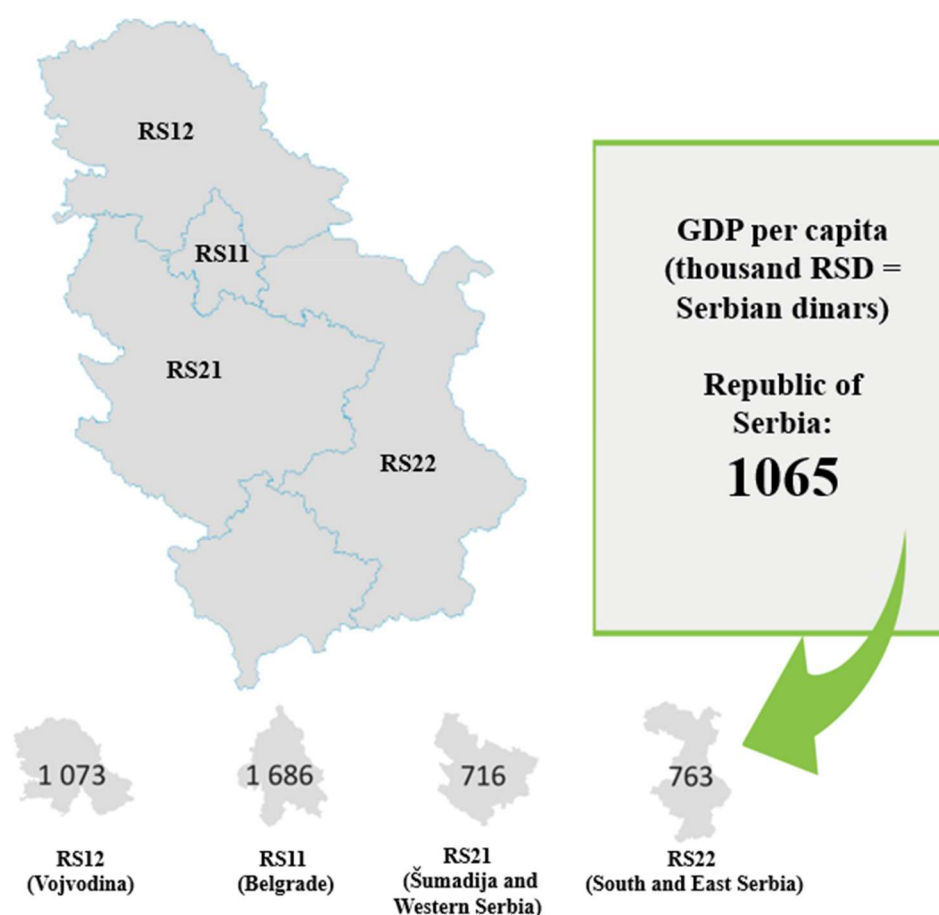 RS12
RS11
RS21
RS22
GDP per capita
(thousand RSD =
Serbian dinars)
Republic of
Serbia:
1065
1 073
1 686
716
763
RS12
(Vojvodina)
RS11
(Belgrade)
RS21
(Šumadija and
Western Serbia)
RS22
(South and East Serbia)